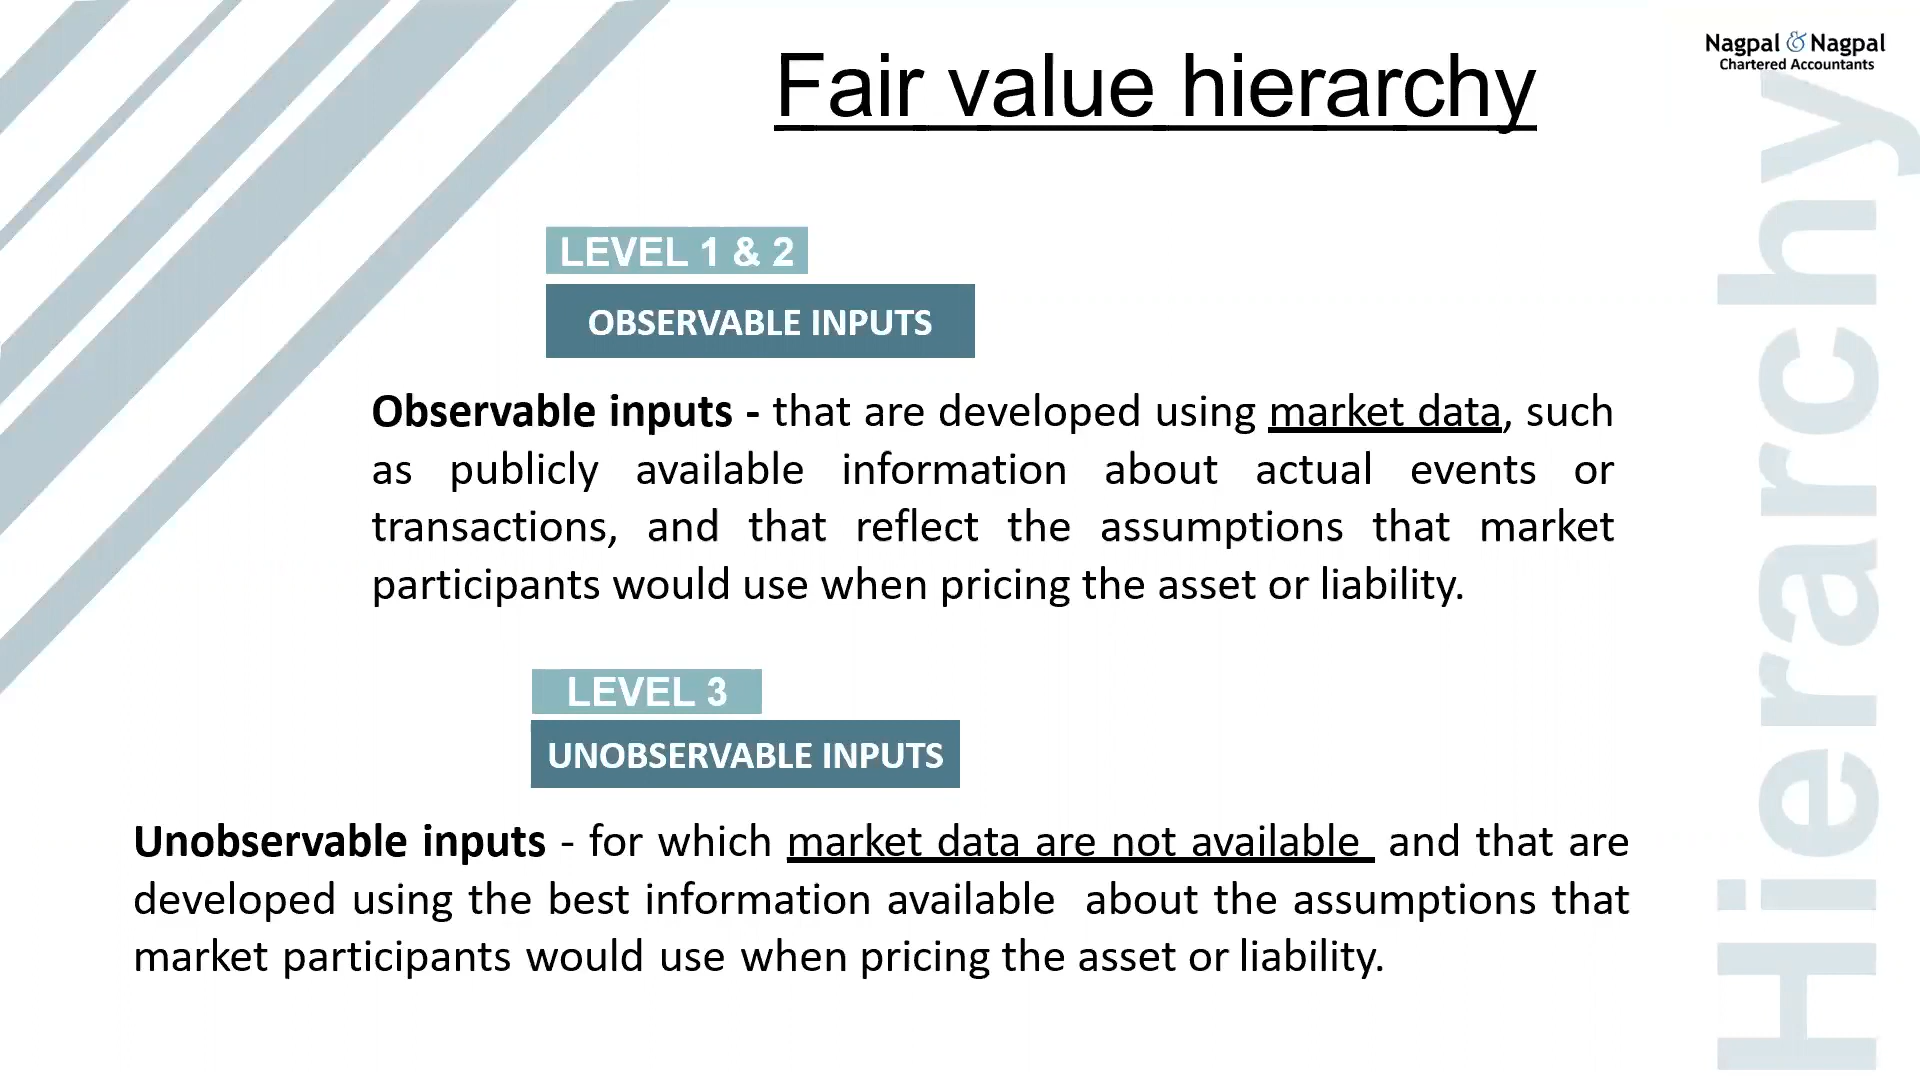 Nagpal & Nagpal
Chartered Accountants
Fair value hierarchy
LEVEL 1 & 2
OBSERVABLE INPUTS
Observable inputs - that are developed using market data, such
as publicly available information about actual events or
transactions, and that reflect the assumptions that market
participants would use when pricing the asset or liability.
LEVEL 3
UNOBSERVABLE INPUTS
Unobservable inputs - for which market data are not available and that are
developed using the best information available about the assumptions that
market participants would use when pricing the asset or liability.
Hierarchy